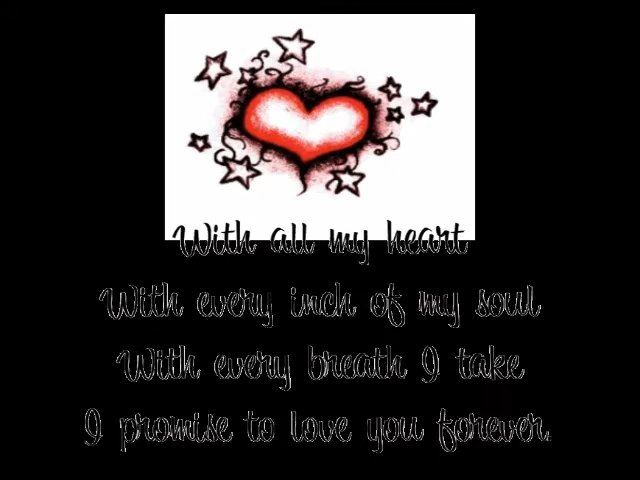 With all my heart
With every inch of my soul
With every breath I take
I promise to love you forever.